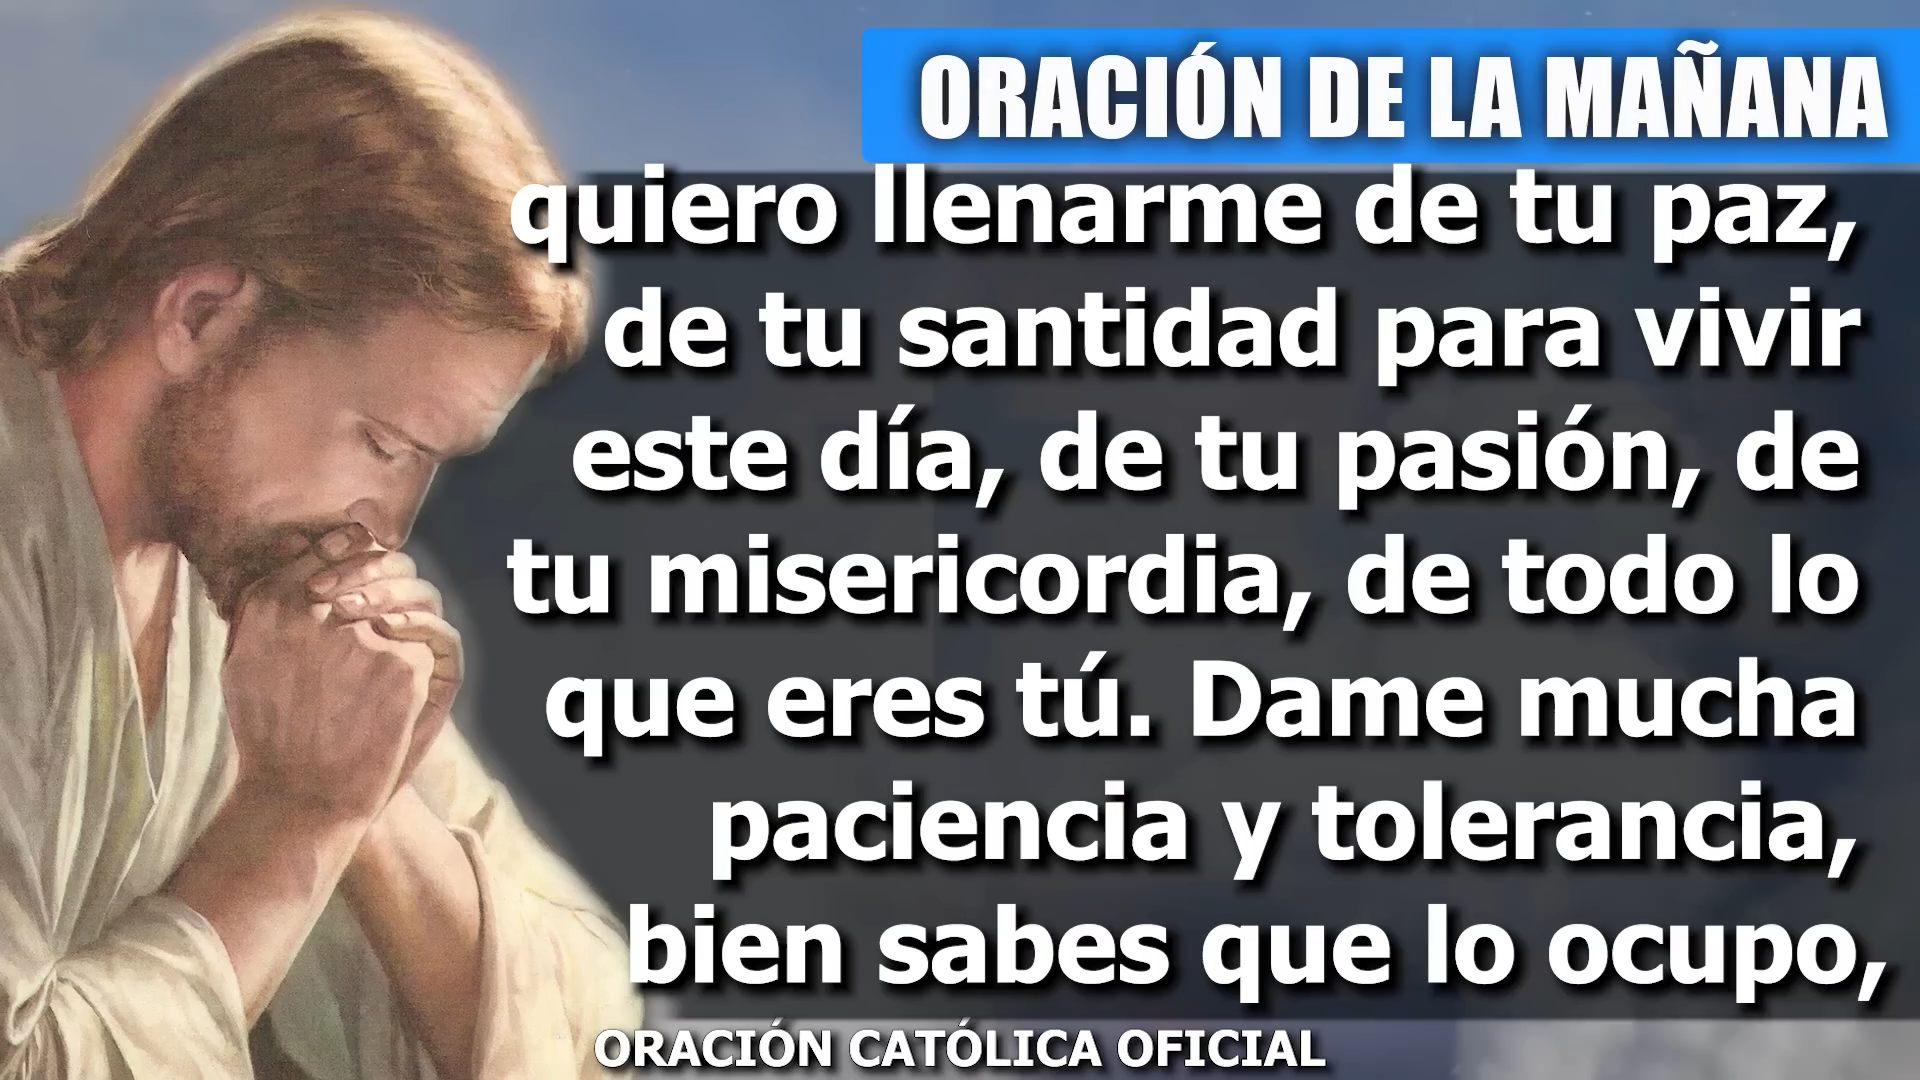 ORACIÓN DE LA MAÑANA
quiero llenarme de tu paz,
de tu santidad para vivir
este día, de tu pasión, de
tu misericordia, de todo lo
que eres tú. Dame mucha
paciencia y tolerancia,
bien sabes que lo ocupo,
ORACIÓN CATÓLICA OFICIAL